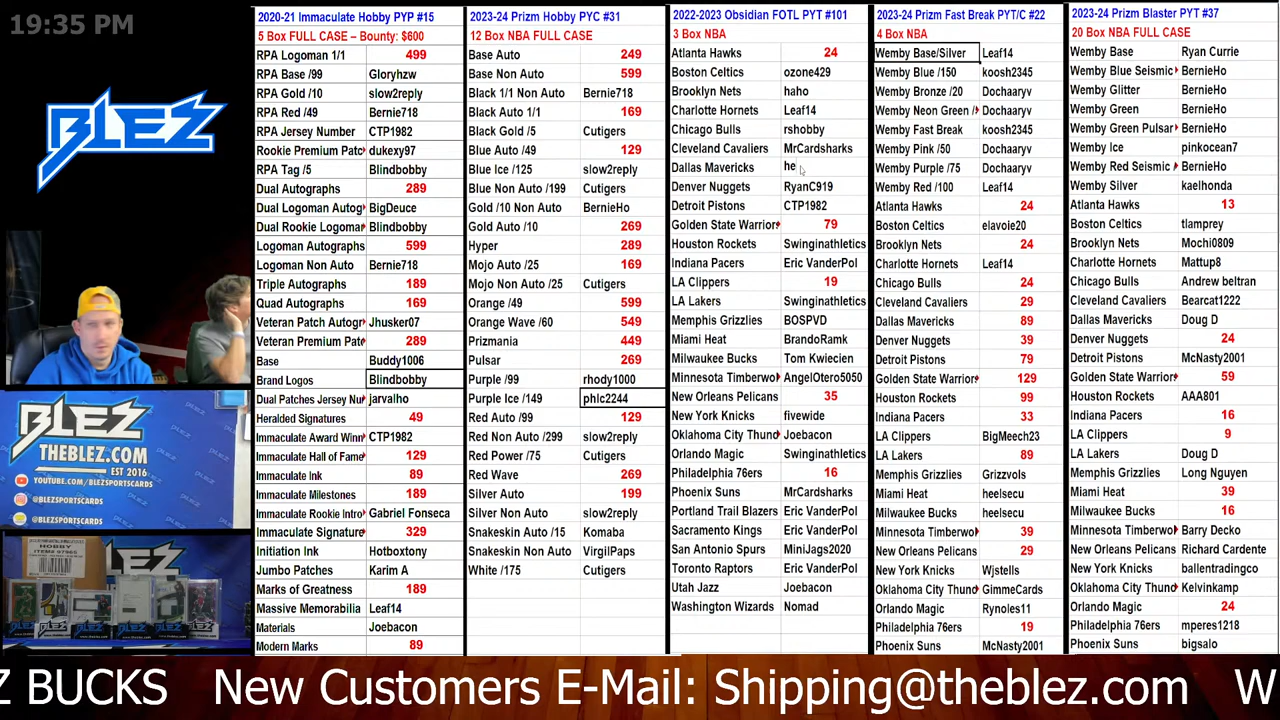 19:35 PM
BLEZ
BLEZ
THEBLEZ.COM
EST 2016
YOUTUBE.COM/BLEZSPORTSCARDS
@BLEZSPORTSCARDS
@BLEZSPORTSCARDS
HOBBY
2020-21 Immaculate Hobby PYP #15
5 Box FULL CASE – Bounty: $600
RPA Logoman 1/1 499
RPA Base /99 Gloryhzw
RPA Gold /10 slow2reply
RPA Red /49 Bernie718
RPA Jersey Number CTP1982
Rookie Premium Patc dukexy97
RPA Tag /5 Blindbobby
Dual Autographs 289
Dual Logoman Autog BigDeuce
Dual Rookie Logoma Blindbobby
Logoman Autographs 599
Logoman Non Auto Bernie718
Triple Autographs 189
Quad Autographs 169
Veteran Patch Autogr Jhusker07
Veteran Premium Pat 289
Base Buddy1006
Brand Logos Blindbobby
Dual Patches Jersey Nu jarvalho
Heralded Signatures 49
Immaculate Award Winn CTP1982
Immaculate Hall of Fame 129
Immaculate Ink 89
Immaculate Milestones 189
Immaculate Rookie Intro Gabriel Fonseca
Immaculate Signature 329
Initiation Ink Hotboxtony
Jumbo Patches Karim A
Marks of Greatness 189
Massive Memorabilia Leaf14
Materials Joebacon
Modern Marks 89
2023-24 Prizm Hobby PYC #31
12 Box NBA FULL CASE
Base Auto 249
Base Non Auto 599
Black 1/1 Non Auto Bernie718
Black Auto 1/1 169
Black Gold /5 Cutigers
Blue Auto /49 129
Blue Ice /125 slow2reply
Blue Non Auto /199 Cutigers
Gold /10 Non Auto BernieHo
Gold Auto /10 269
Hyper 289
Mojo Auto /25 169
Mojo Non Auto /25 Cutigers
Orange /49 599
Orange Wave /60 549
Prizmania 449
Pulsar 269
Purple /99 rhody1000
Purple Ice /149 phlc2244
Red Auto /99 129
Red Non Auto /299 slow2reply
Red Power /75 Cutigers
Red Wave 269
Silver Auto 199
Silver Non Auto slow2reply
Snakeskin Auto /15 Komaba
Snakeskin Non Auto VirgilPaps
White /175 Cutigers
2022-2023 Obsidian FOTL PYT #101
3 Box NBA
Atlanta Hawks 24
Boston Celtics ozone429
Brooklyn Nets haho
Charlotte Hornets Leaf14
Chicago Bulls rshobby
Cleveland Cavaliers MrCardsharks
Dallas Mavericks he
Denver Nuggets RyanC919
Detroit Pistons CTP1982
Golden State Warrior 79
Houston Rockets Swinginathletics
Indiana Pacers Eric VanderPol
LA Clippers 19
LA Lakers Swinginathletics
Memphis Grizzlies BOSPVD
Miami Heat BrandoRamk
Milwaukee Bucks Tom Kwiecien
Minnesota Timberwo AngelOtero5050
New Orleans Pelicans 35
New York Knicks fivewide
Oklahoma City Thund Joebacon
Orlando Magic Swinginathletics
Philadelphia 76ers 16
Phoenix Suns MrCardsharks
Portland Trail Blazers Eric VanderPol
Sacramento Kings Eric VanderPol
San Antonio Spurs MiniJags2020
Toronto Raptors Eric VanderPol
Utah Jazz Joebacon
Washington Wizards Nomad
2023-24 Prizm Fast Break PYT/C #22
4 Box NBA
Wemby Base/Silver Leaf14
Wemby Blue /150 koosh2345
Wemby Bronze /20 Dochaaryv
Wemby Neon Green / Dochaaryv
Wemby Fast Break koosh2345
Wemby Pink /50 Dochaaryv
Wemby Purple /75 Dochaaryv
Wemby Red /100 Leaf14
Atlanta Hawks 24
Boston Celtics elavoie20
Brooklyn Nets 24
Charlotte Hornets Leaf14
Chicago Bulls 24
Cleveland Cavaliers 29
Dallas Mavericks 89
Denver Nuggets 39
Detroit Pistons 79
Golden State Warrior 129
Houston Rockets 99
Indiana Pacers 33
LA Clippers BigMeech23
LA Lakers 89
Memphis Grizzlies Grizzvols
Miami Heat heelsecu
Milwaukee Bucks heelsecu
Minnesota Timberwo 39
New Orleans Pelicans 29
New York Knicks Wjstells
Oklahoma City Thund GimmeCards
Orlando Magic Rynoles11
Philadelphia 76ers 19
Phoenix Suns McNasty2001
2023-24 Prizm Blaster PYT #37
20 Box NBA FULL CASE
Wemby Base Ryan Currie
Wemby Blue Seismic BernieHo
Wemby Glitter BernieHo
Wemby Green BernieHo
Wemby Green Pulsar BernieHo
Wemby Ice pinkocean7
Wemby Red Seismic BernieHo
Wemby Silver kaelhonda
Atlanta Hawks 13
Boston Celtics tlamprey
Brooklyn Nets Mochi0809
Charlotte Hornets Mattup8
Chicago Bulls Andrew beltran
Cleveland Cavaliers Bearcat1222
Dallas Mavericks Doug D
Denver Nuggets 24
Detroit Pistons McNasty2001
Golden State Warrior 59
Houston Rockets AAA801
Indiana Pacers 16
LA Clippers 9
LA Lakers Doug D
Memphis Grizzlies Long Nguyen
Miami Heat 39
Milwaukee Bucks 16
Minnesota Timberwo Barry Decko
New Orleans Pelicans Richard Cardente
New York Knicks ballentradingco
Oklahoma City Thund Kelvinkamp
Orlando Magic 24
Philadelphia 76ers mperes1218
Phoenix Suns bigsalo
Z BUCKS New Customers E-Mail: Shipping@theblez.com W